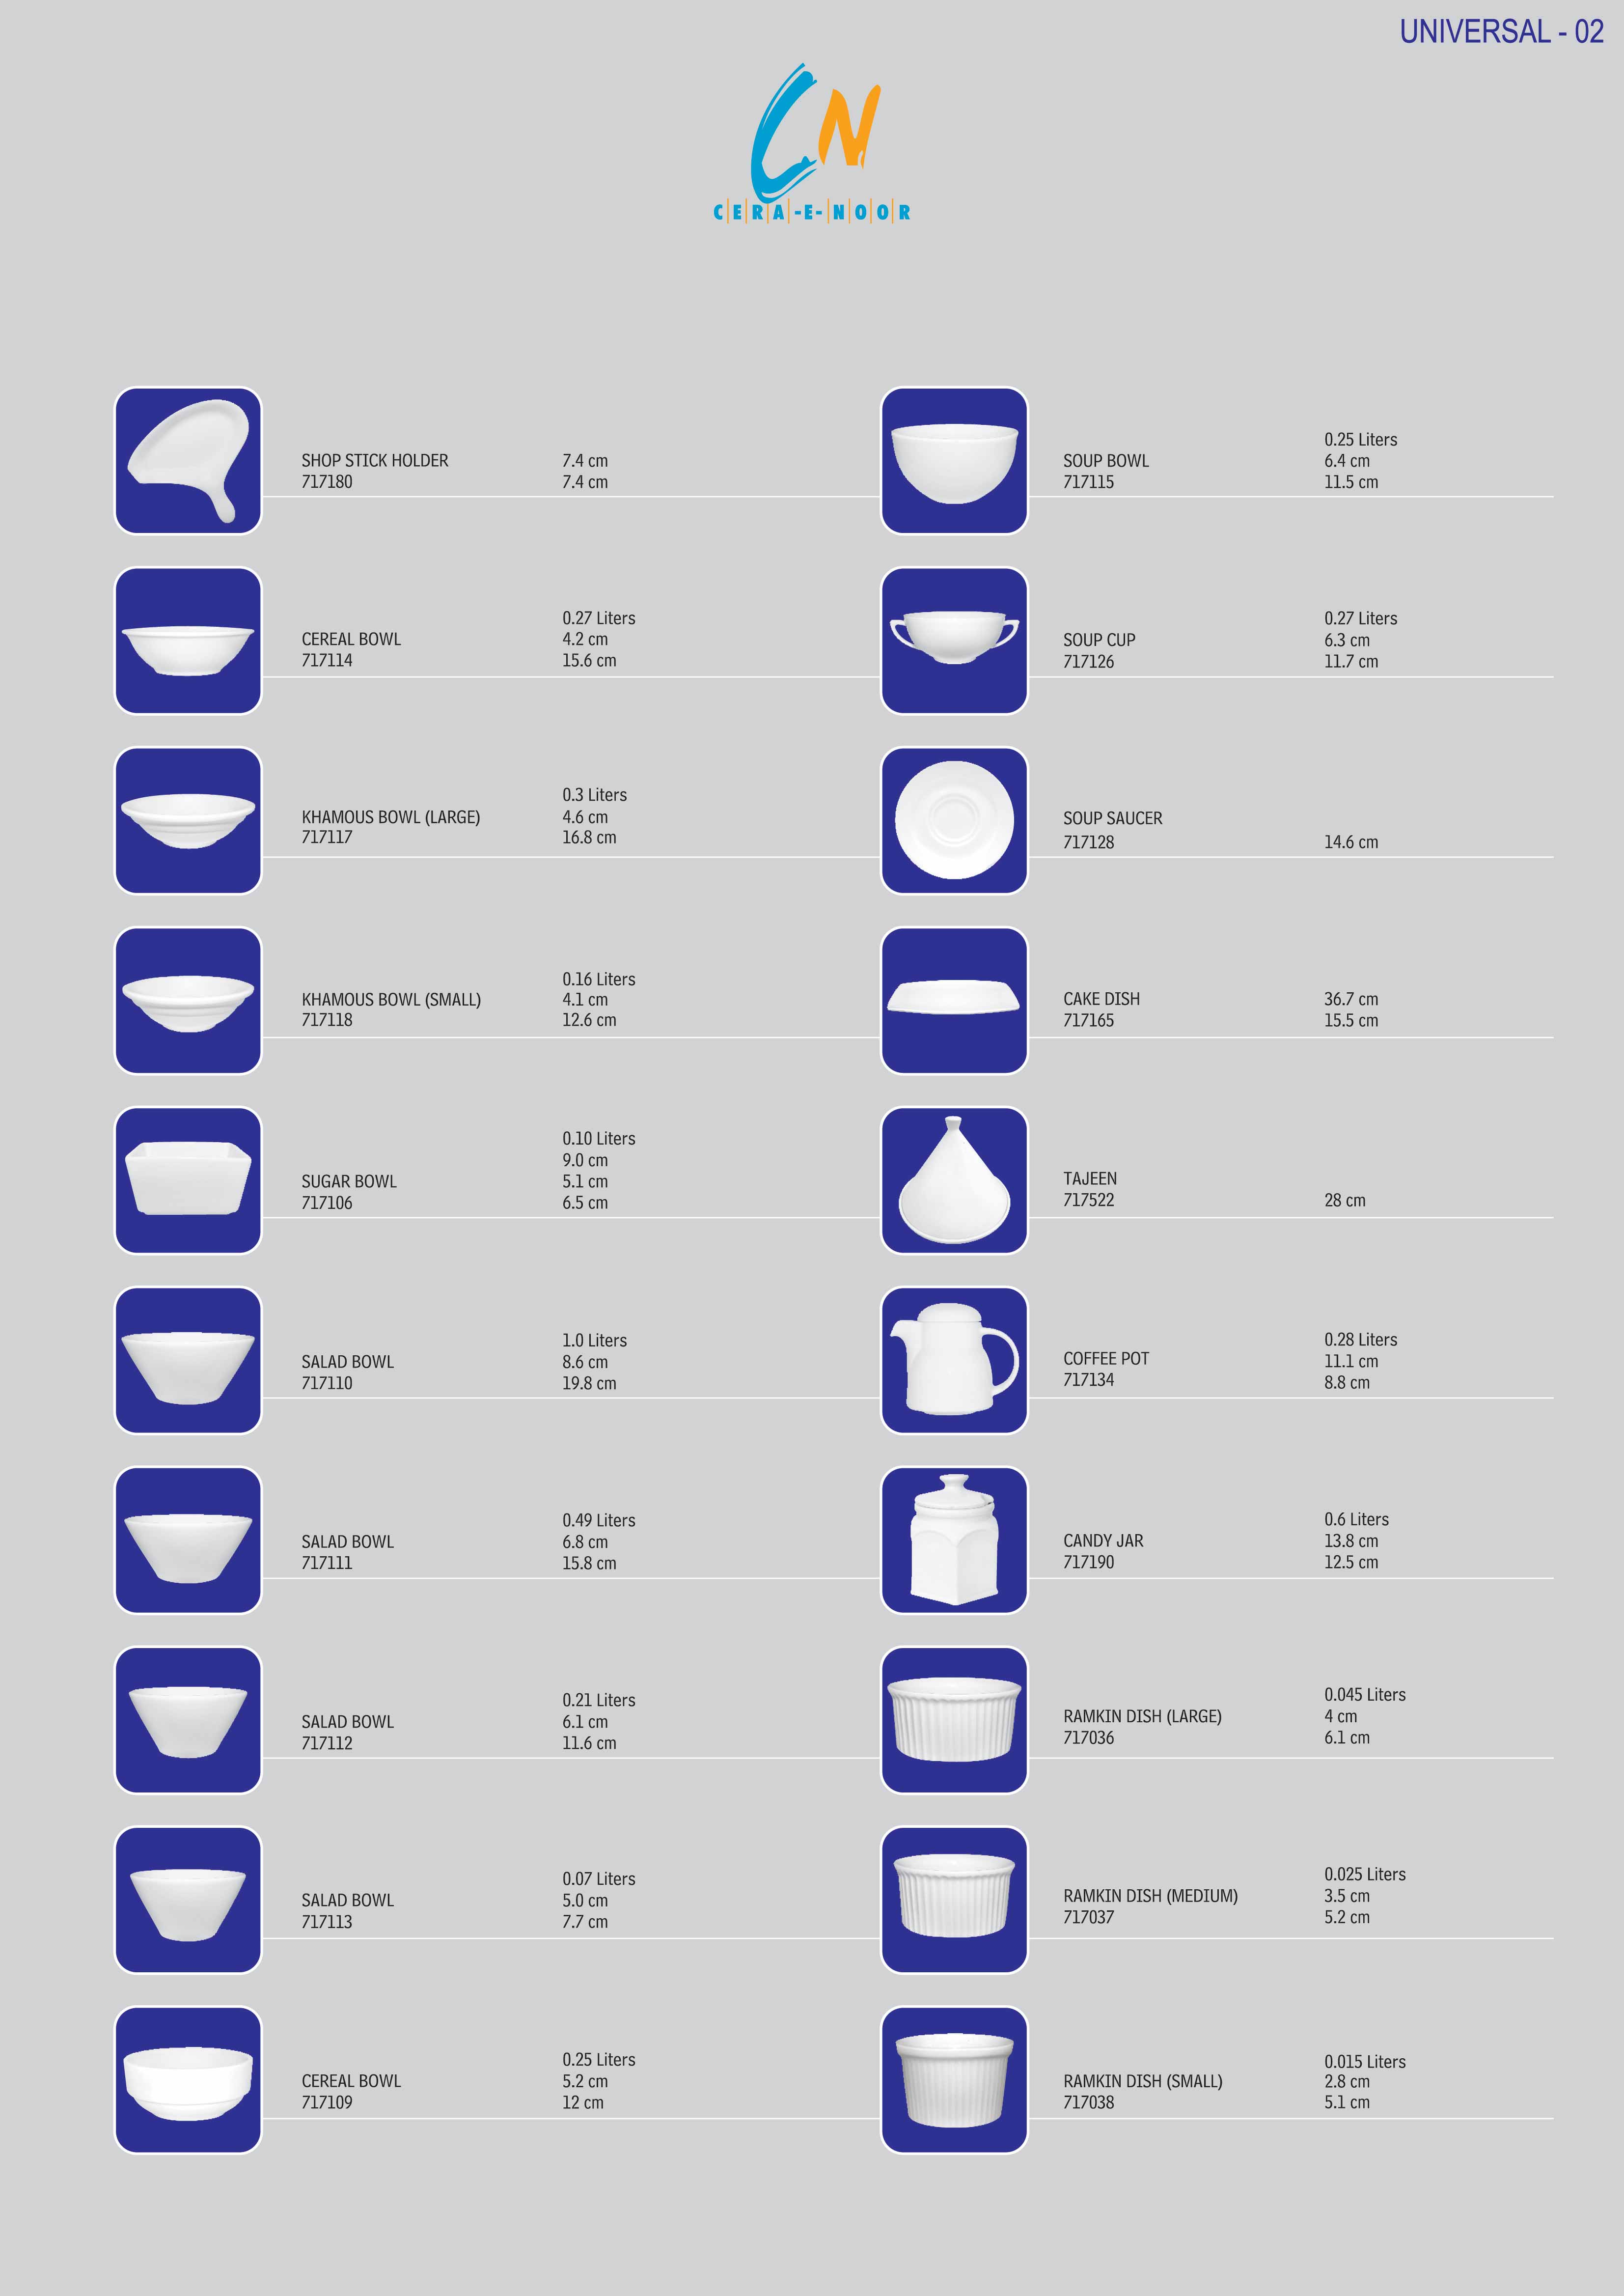 UNIVERSAL - 02
CN
C|E|R|A|-E-|N|O|O|R
SHOP STICK HOLDER
717180
7.4 cm
7.4 cm
CEREAL BOWL
717114
0.27 Liters
4.2 cm
15.6 cm
KHAMOUS BOWL (LARGE)
717117
0.3 Liters
4.6 cm
16.8 cm
KHAMOUS BOWL (SMALL)
717118
0.16 Liters
4.1 cm
12.6 cm
SUGAR BOWL
717106
0.10 Liters
9.0 cm
5.1 cm
6.5 cm
SALAD BOWL
717110
1.0 Liters
8.6 cm
19.8 cm
SALAD BOWL
717111
0.49 Liters
6.8 cm
15.8 cm
SALAD BOWL
717112
0.21 Liters
6.1 cm
11.6 cm
SALAD BOWL
717113
0.07 Liters
5.0 cm
7.7 cm
CEREAL BOWL
717109
0.25 Liters
5.2 cm
12 cm
SOUP BOWL
717115
0.25 Liters
6.4 cm
11.5 cm
SOUP CUP
717126
0.27 Liters
6.3 cm
11.7 cm
SOUP SAUCER
717128
14.6 cm
CAKE DISH
717165
36.7 cm
15.5 cm
TAJEEN
717522
28 cm
COFFEE POT
717134
0.28 Liters
11.1 cm
8.8 cm
CANDY JAR
717190
0.6 Liters
13.8 cm
12.5 cm
RAMKIN DISH (LARGE)
717036
0.045 Liters
4 cm
6.1 cm
RAMKIN DISH (MEDIUM)
717037
0.025 Liters
3.5 cm
5.2 cm
RAMKIN DISH (SMALL)
717038
0.015 Liters
2.8 cm
5.1 cm